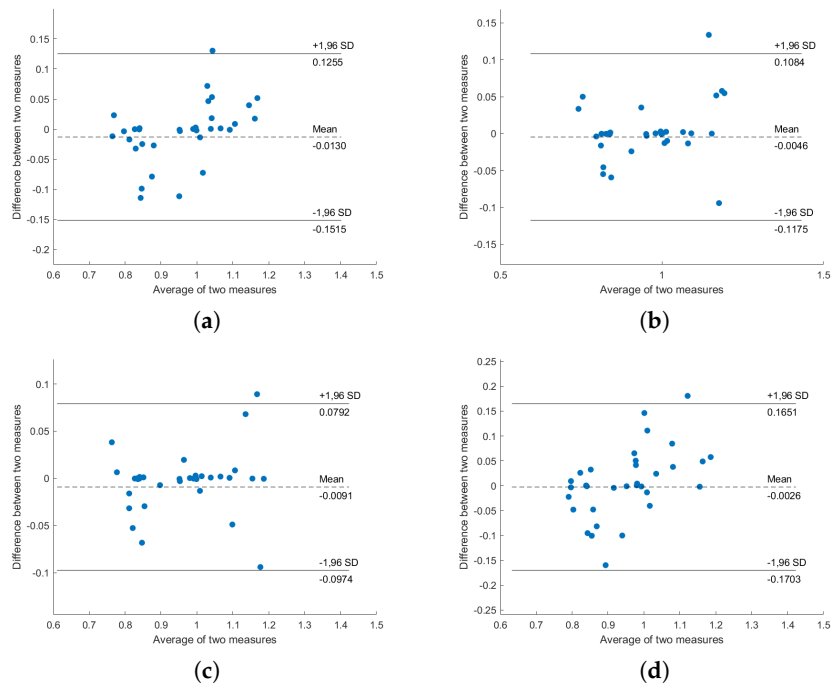 0.15
0.1
0.05
0
-0.05
-0.1
-0.15
-0.2
Difference between two measures
+1,96 SD
0.1255
Mean
-0.0130
-1,96 SD
-0.1515
0.6 0.7 0.8 0.9 1 1.1 1.2 1.3 1.4 1.5
Average of two measures
(a)
0.15
0.1
0.05
0
-0.05
-0.1
-0.15
Difference between two measures
+1,96 SD
0.1084
Mean
-0.0046
-1,96 SD
-0.1175
0.5 1 1.5
Average of two measures
(b)
0.1
0.05
0
-0.05
-0.1
Difference between two measures
+1,96 SD
0.0792
Mean
-0.0091
-1,96 SD
-0.0974
0.6 0.7 0.8 0.9 1 1.1 1.2 1.3 1.4 1.5
Average of two measures
(c)
0.25
0.2
0.15
0.1
0.05
0
-0.05
-0.1
-0.15
-0.2
-0.25
Difference between two measures
+1,96 SD
0.1651
Mean
-0.0026
-1,96 SD
-0.1703
0.6 0.7 0.8 0.9 1 1.1 1.2 1.3 1.4 1.5
Average of two measures
(d)